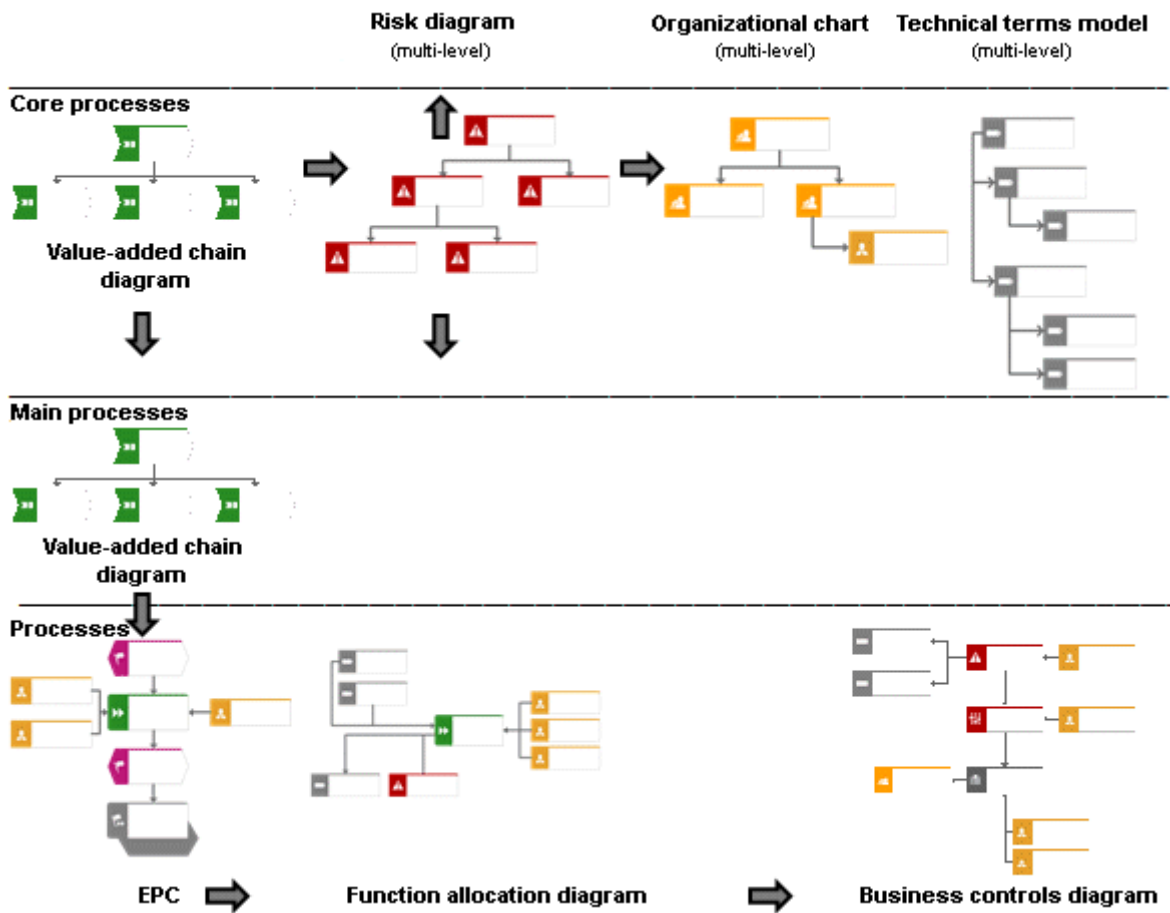 Risk diagram
(multi-level)
Organizational chart
(multi-level)
Technical terms model
(multi-level)
Core processes
Value-added chain
diagram
Main processes
Value-added chain
diagram
Processes
EPC
Function allocation diagram
Business controls diagram